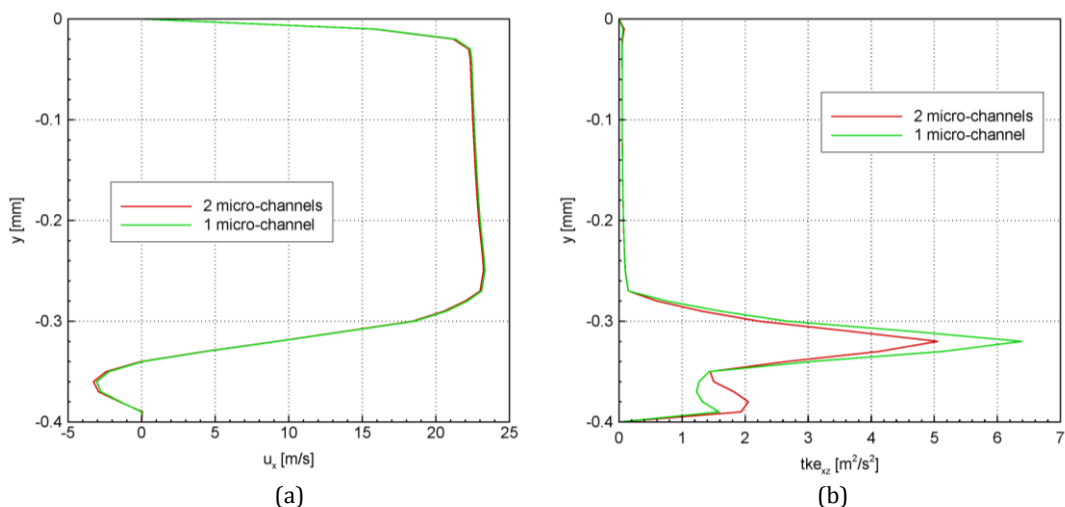 0
-0.1
-0.2
-0.3
-0.4
y [mm]
-5
0
5
10
15
20
25
uₓ [m/s]
2 micro-channels
1 micro-channel
(a)
0
-0.1
-0.2
-0.3
-0.4
y [mm]
0
1
2
3
4
5
6
7
tkeₓz [m²/s²]
2 micro-channels
1 micro-channel
(b)